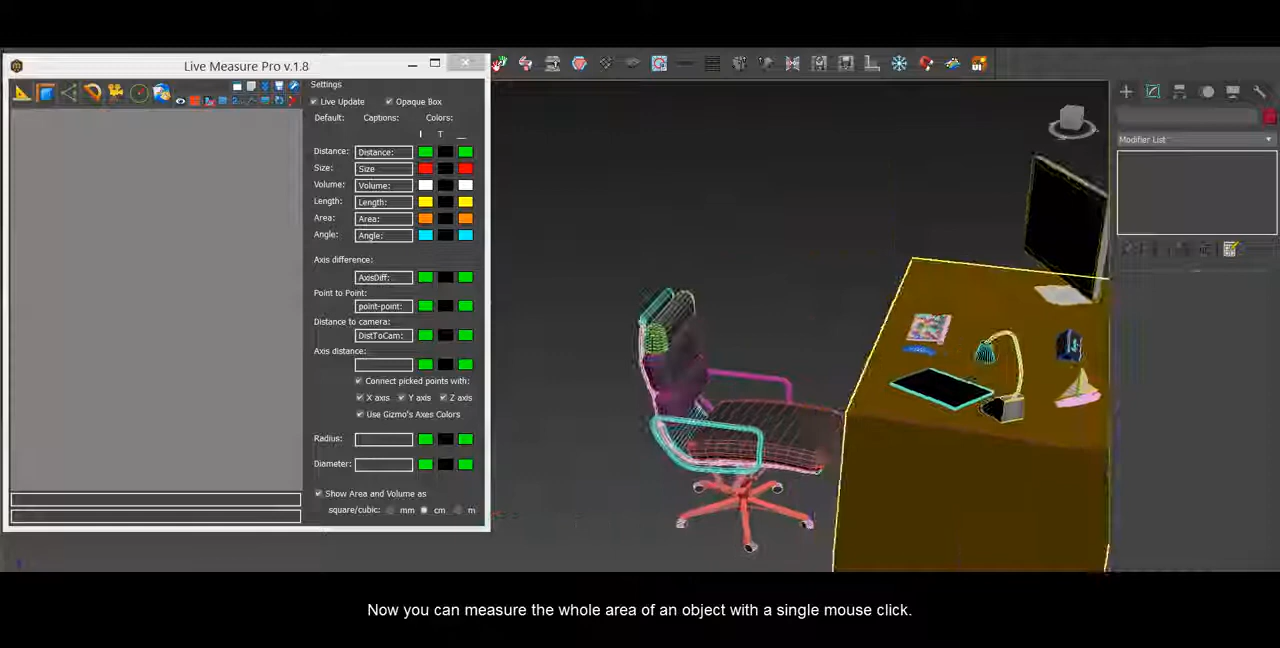 Live Measure Pro v.1.8
Settings
Live Update Opaque Box
Default: Captions: Colors:
I T __
Distance: Distance:
Size: Size
Volume: Volume:
Length: Length:
Area: Area:
Angle: Angle:
Axis difference:
AxisDiff:
Point to Point:
point-point:
Distance to camera:
DistToCam:
Axis distance:
Connect picked points with:
X axis Y axis Z axis
Use Gizmo's Axes Colors
Radius:
Diameter:
Show Area and Volume as
square/cubic: mm cm m
Modifier List
Now you can measure the whole area of an object with a single mouse click.